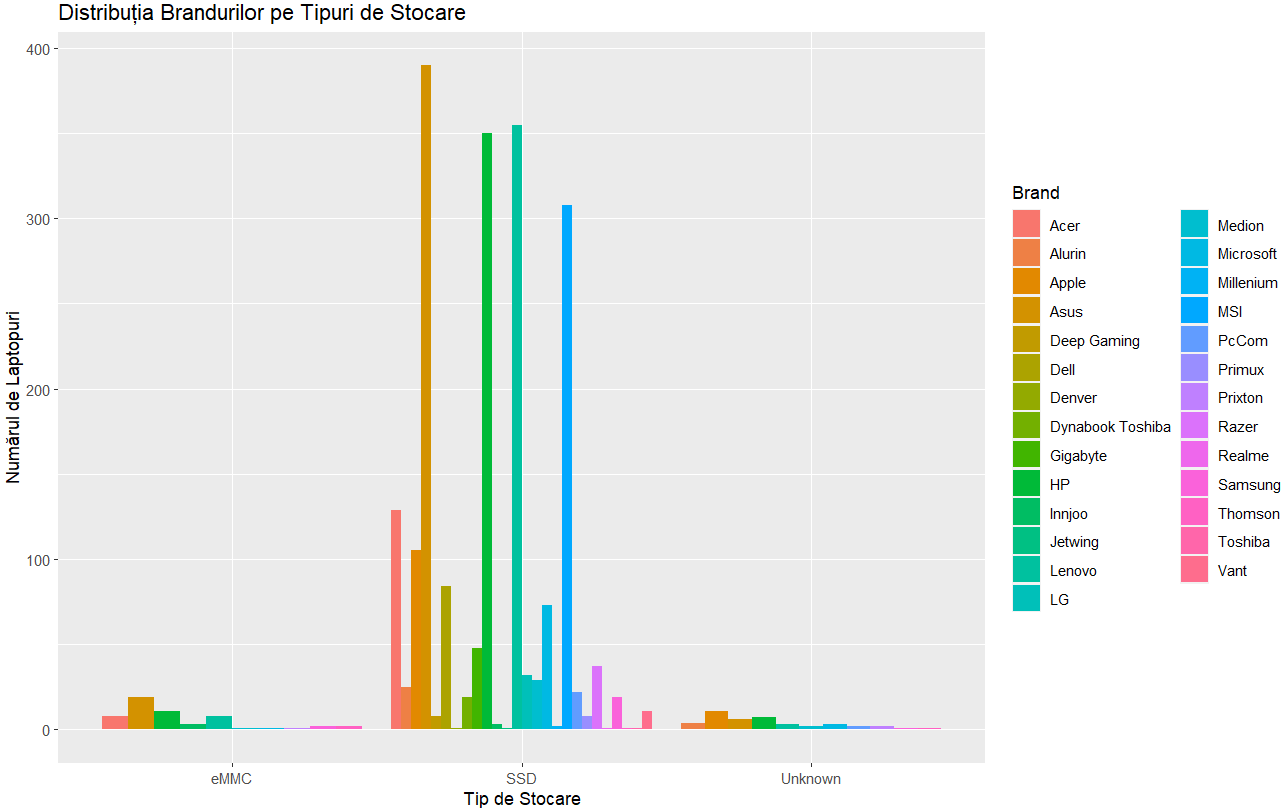 Distribuția Brandurilor pe Tipuri de Stocare
400
300
200
100
0
Numărul de Laptopuri
eMMC
SSD
Unknown
Tip de Stocare
Brand
Acer
Alurin
Apple
Asus
Deep Gaming
Dell
Denver
Dynabook Toshiba
Gigabyte
HP
Innjoo
Jetwing
Lenovo
LG
Medion
Microsoft
Millenium
MSI
PcCom
Primux
Prixton
Razer
Realme
Samsung
Thomson
Toshiba
Vant